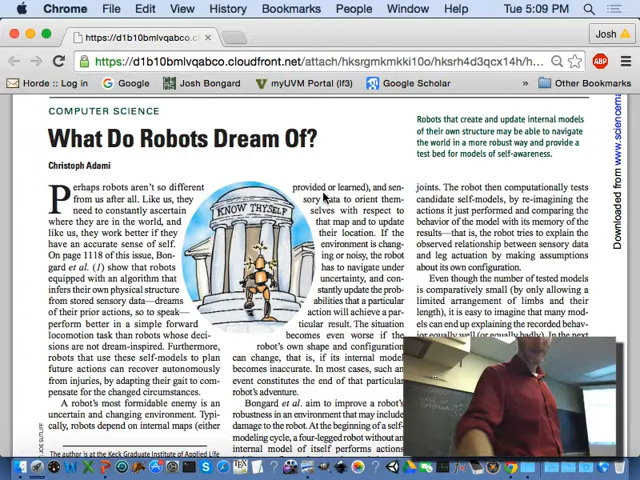 Chrome File Edit View History Bookmarks People Window Help Tue 5:09 PM
https://d1b10bmlvqabco.c
Josh
https://d1b10bmlvqabco.cloudfront.net/attach/hksrgmkmkki10o/hksrh4d3qcx14h/h...
ABP
Horde :: Log in
Google
Josh Bongard
myUVM Portal (lf3)
Google Scholar
»
Other Bookmarks
COMPUTER SCIENCE
What Do Robots Dream Of?
Christoph Adami
Robots that create and update internal models
of their own structure may be able to navigate
the world in a more robust way and provide a
test bed for models of self-awareness.
Perhaps robots aren't so different
from us after all. Like us, they
need to constantly ascertain
where they are in the world, and
like us, they work better if they
have an accurate sense of self.
On page 1118 of this issue, Bon-
gard et al. (1) show that robots
equipped with an algorithm that
infers their own physical structure
from stored sensory data—dreams
of their prior actions, so to speak—
perform better in a simple forward
locomotion task than robots whose deci-
sions are not dream-inspired. Furthermore,
robots that use these self-models to plan
future actions can recover autonomously
from injuries, by adapting their gait to com-
pensate for the changed circumstances.
A robot's most formidable enemy is an
uncertain and changing environment. Typi-
cally, robots depend on internal maps (either
The author is at the Keck Graduate Institute of Applied Life
KNOW THYSELF
provided or learned), and sen-
sory data to orient them-
selves with respect to
that map and to update
their location. If the
environment is chang-
ing or noisy, the robot
has to navigate under
uncertainty, and con-
stantly update the prob-
abilities that a particular
action will achieve a par-
ticular result. The situation
becomes even worse if the
robot's own shape and configuration
can change, that is, if its internal model
becomes inaccurate. In most cases, such an
event constitutes the end of that particular
robot's adventure.
Bongard et al. aim to improve a robot's
robustness in an environment that may include
damage to the robot. At the beginning of a self-
modeling cycle, a four-legged robot without an
internal model of itself performs actions
joints. The robot then computationally tests
candidate self-models, by re-imagining the
actions it just performed and comparing the
behavior of the model with its memory of the
results—that is, the robot tries to explain the
observed relationship between sensory data
and leg actuation by making assumptions
about its own configuration.
Even though the number of tested models
is comparatively small (by only allowing a
limited arrangement of limbs and their
length), it is easy to imagine that many mod-
els can end up explaining the recorded behav-
ior equally well (or equally badly). In the next
Downloaded from www.sciencema